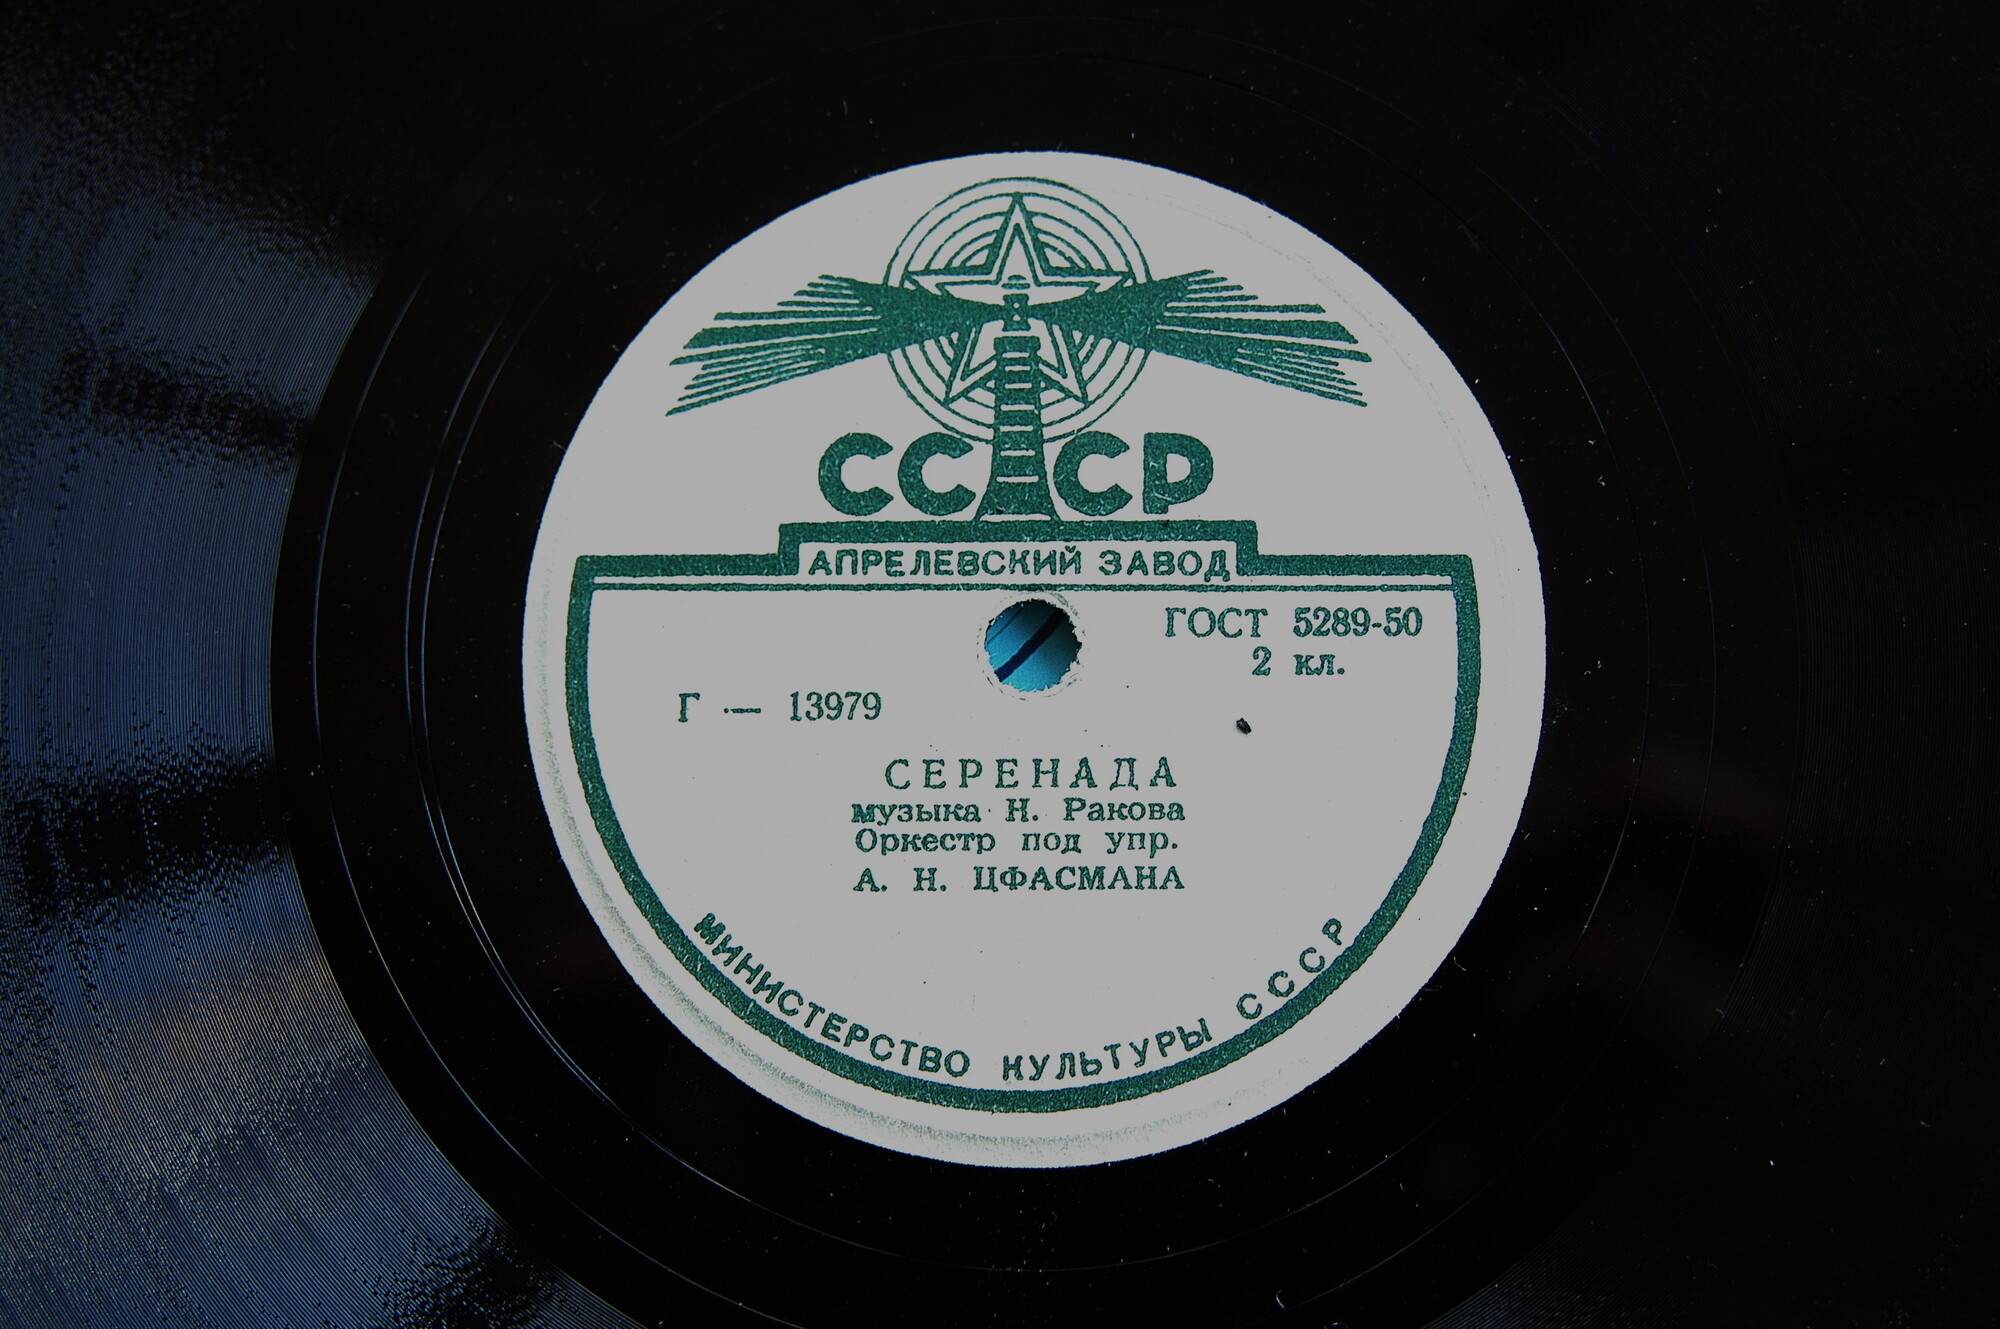 СССР
АПРЕЛЕВСКИЙ ЗАВОД
ГОСТ 5289-50
2 кл.
Г — 13979
СЕРЕНАДА
музыка Н. Ракова
Оркестр под упр.
А. Н. ЦФАСМАНА
МИНИСТЕРСТВО КУЛЬТУРЫ СССР